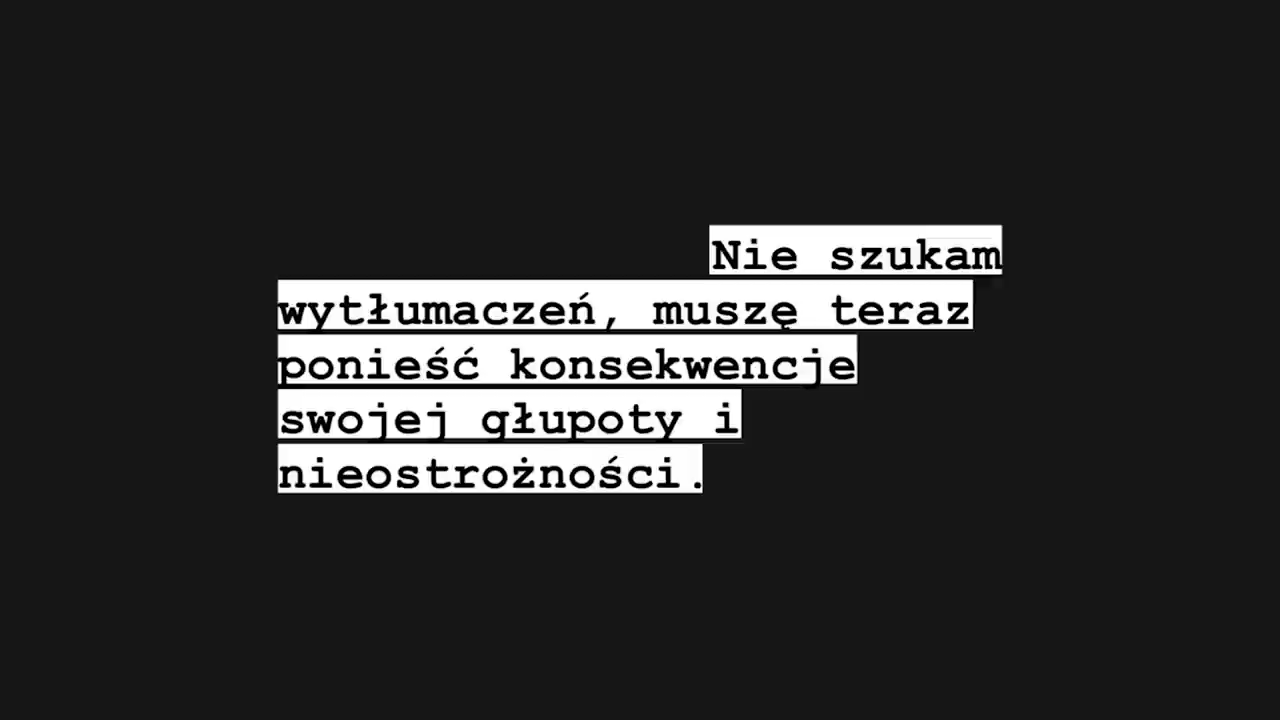 Nie szukam
wytłumaczeń, muszę teraz
ponieść konsekwencje
swojej głupoty i
nieostrożności.